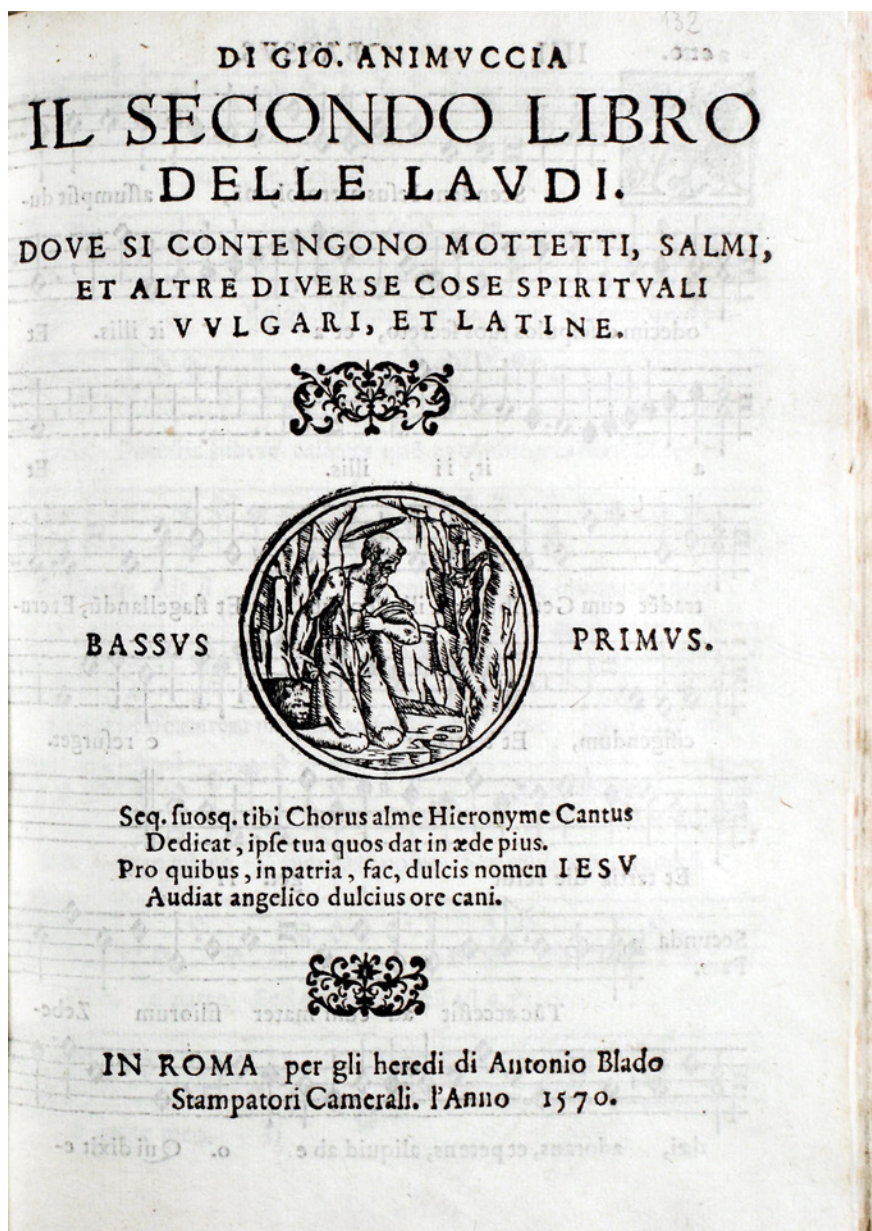 132
DI GIO. ANIMVCCIA
IL SECONDO LIBRO
DELLE LAVDI.
DOVE SI CONTENGONO MOTTETTI, SALMI,
ET ALTRE DIVERSE COSE SPIRITVALI
VVLGARI, ET LATINE.
BASSVS PRIMVS.
Seq. ſuosq. tibi Chorus alme Hieronyme Cantus
Dedicat, ipſe tua quos dat in æde pius.
Pro quibus, in patria, fac, dulcis nomen IESV
Audiat angelico dulcius ore cani.
IN ROMA per gli heredi di Antonio Blado
Stampatori Camerali. l'Anno 1570.